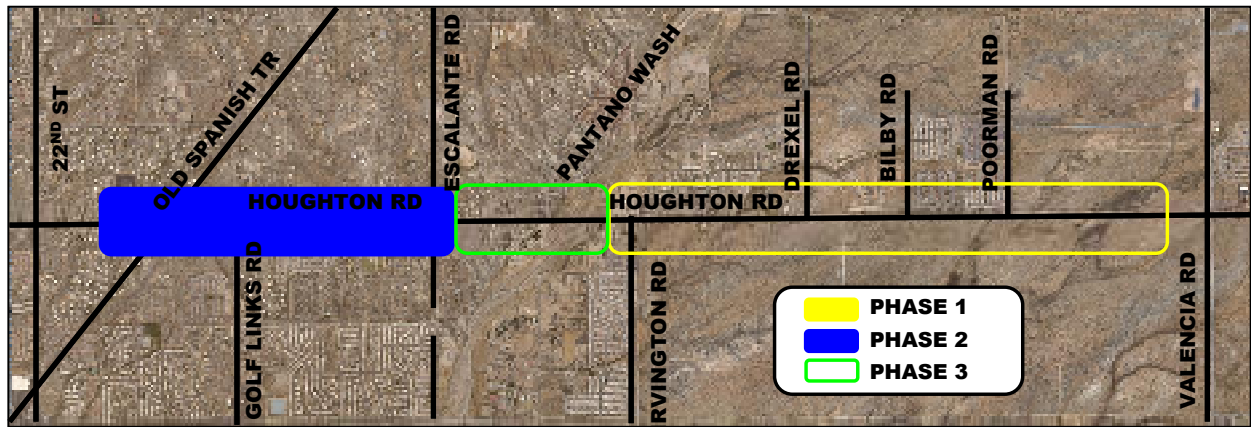 22ND ST
OLD SPANISH TR
HOUGHTON RD
GOLF LINKS RD
ESCALANTE RD
PANTANO WASH
HOUGHTON RD
RVINGTON RD
DREXEL RD
BILBY RD
POORMAN RD
VALENCIA RD
PHASE 1
PHASE 2
PHASE 3